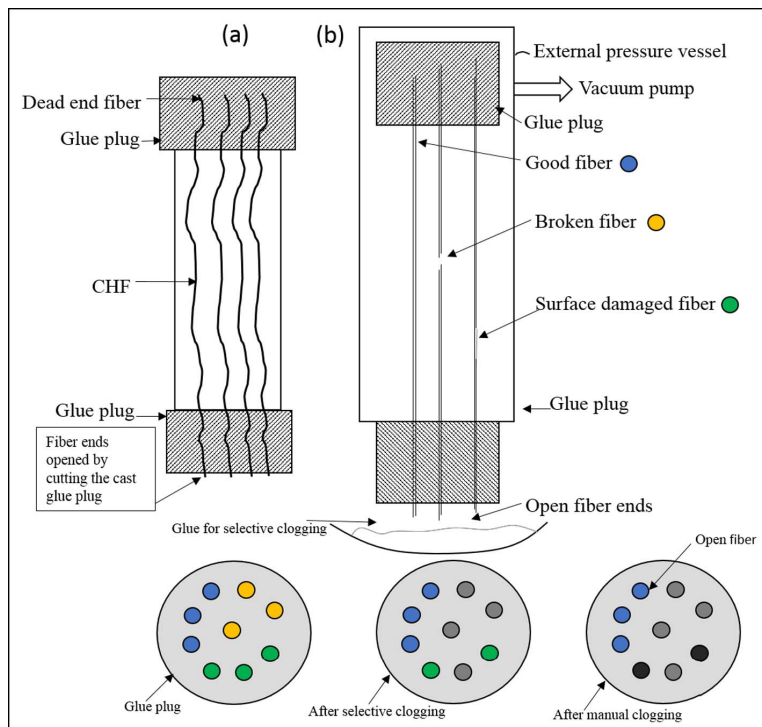 (a)
(b)
Dead end fiber
Glue plug
CHF
Glue plug
Fiber ends
opened by
cutting the cast
glue plug
External pressure vessel
Vacuum pump
Glue plug
Good fiber
Broken fiber
Surface damaged fiber
Glue plug
Open fiber ends
Glue for selective clogging
Glue plug
After selective clogging
Open fiber
After manual clogging